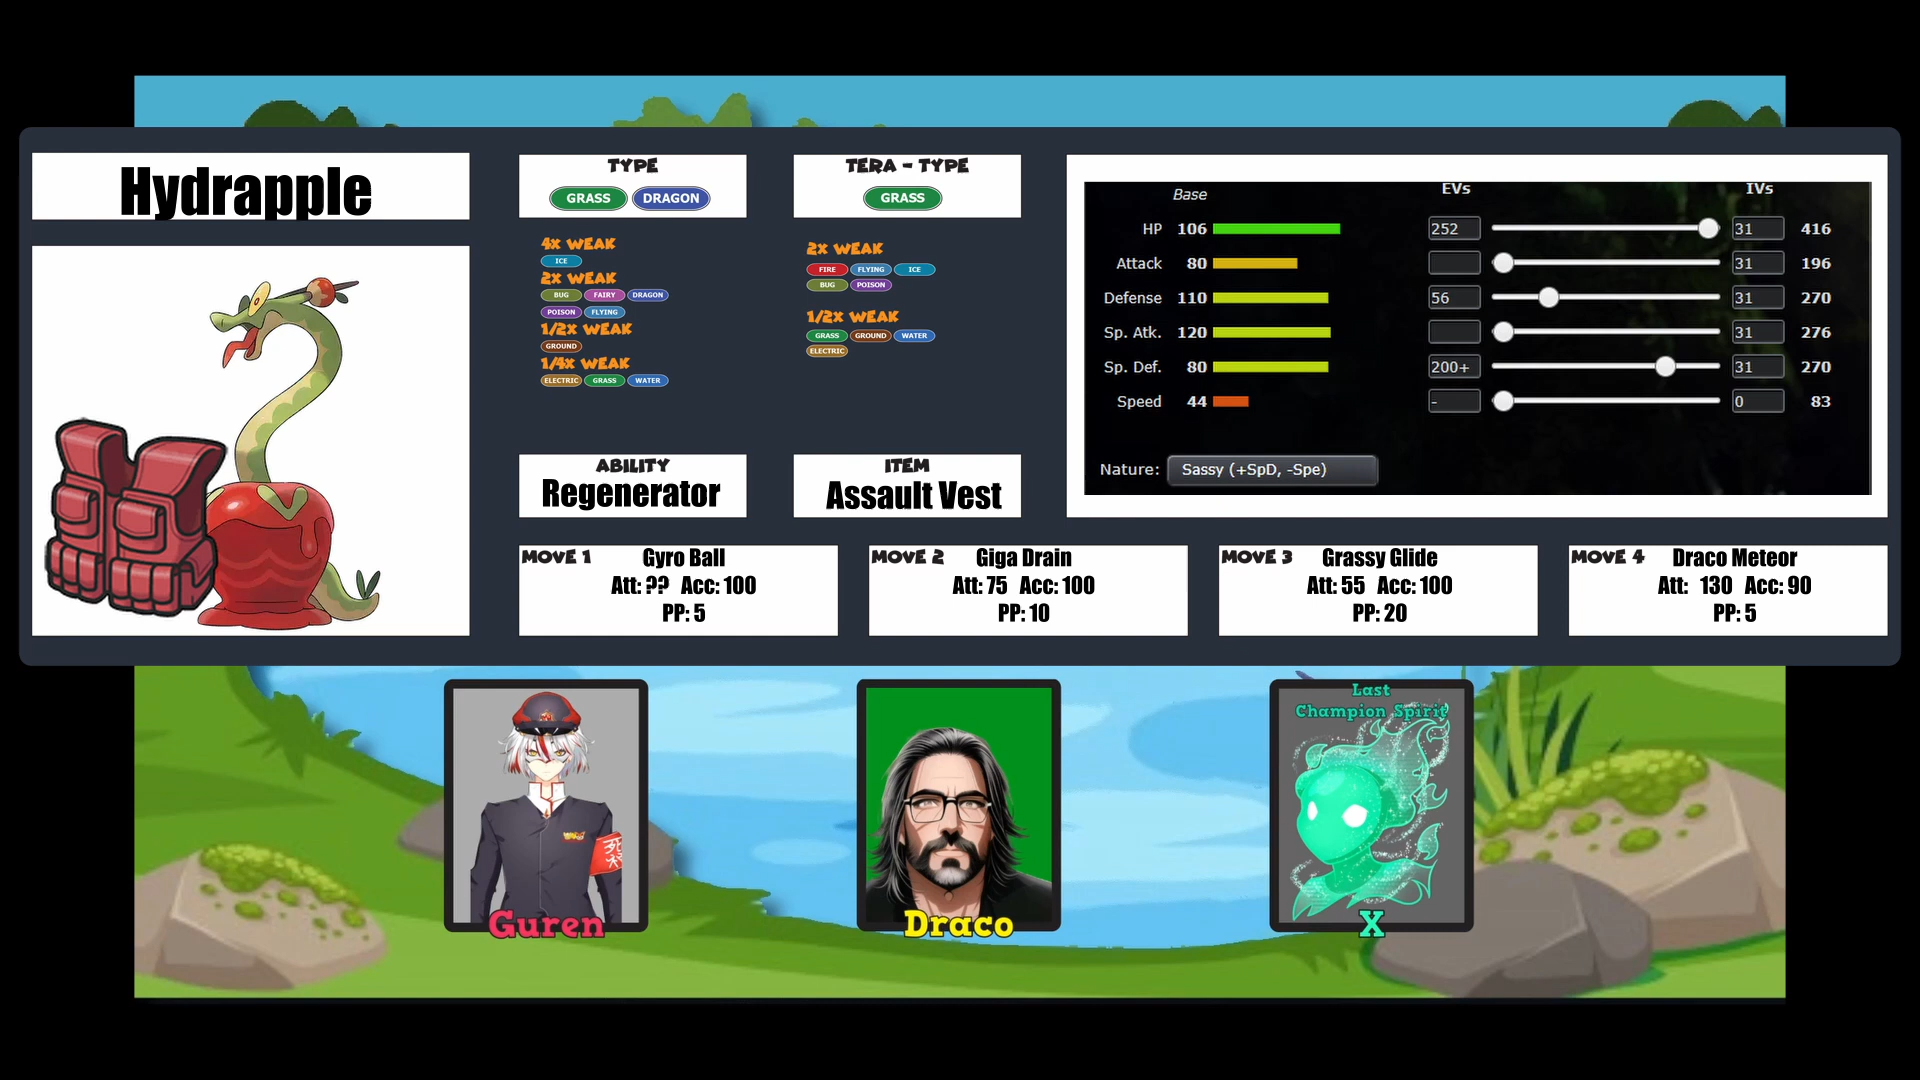 Hydrapple
TYPE
GRASS DRAGON
4X WEAK
ICE
2X WEAK
BUG FAIRY DRAGON
POISON FLYING
1/2X WEAK
GROUND
1/4X WEAK
ELECTRIC GRASS WATER
TERA - TYPE
GRASS
2X WEAK
FIRE FLYING ICE
BUG POISON
1/2X WEAK
GRASS GROUND WATER
ELECTRIC
ABILITY
Regenerator
ITEM
Assault Vest
Base EVs IVs
HP 106 252 31 416
Attack 80 31 196
Defense 110 56 31 270
Sp. Atk. 120 31 276
Sp. Def. 80 200+ 31 270
Speed 44 - 0 83
Nature: Sassy (+SpD, -Spe)
MOVE 1 Gyro Ball
Att: ?? Acc: 100
PP: 5
MOVE 2 Giga Drain
Att: 75 Acc: 100
PP: 10
MOVE 3 Grassy Glide
Att: 55 Acc: 100
PP: 20
MOVE 4 Draco Meteor
Att: 130 Acc: 90
PP: 5
Guren
Draco
Last
Champion Spirit
X